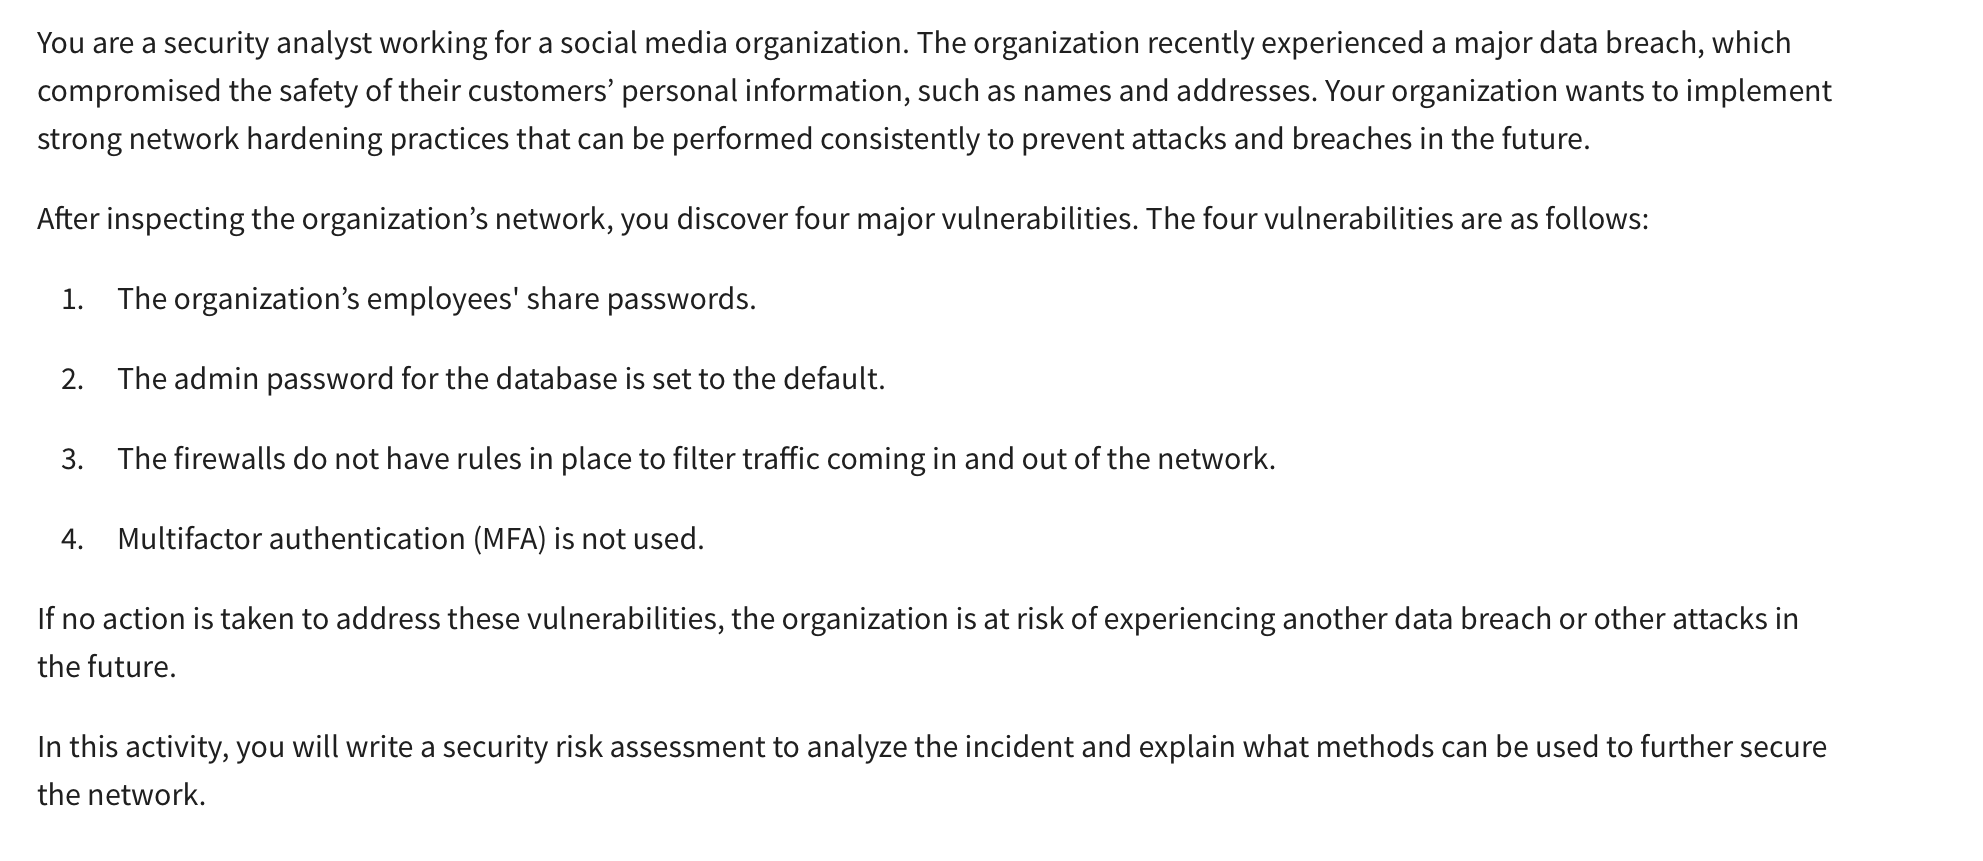 You are a security analyst working for a social media organization. The organization recently experienced a major data breach, which
compromised the safety of their customers’ personal information, such as names and addresses. Your organization wants to implement
strong network hardening practices that can be performed consistently to prevent attacks and breaches in the future.
After inspecting the organization’s network, you discover four major vulnerabilities. The four vulnerabilities are as follows:
1. The organization’s employees' share passwords.
2. The admin password for the database is set to the default.
3. The firewalls do not have rules in place to filter traffic coming in and out of the network.
4. Multifactor authentication (MFA) is not used.
If no action is taken to address these vulnerabilities, the organization is at risk of experiencing another data breach or other attacks in
the future.
In this activity, you will write a security risk assessment to analyze the incident and explain what methods can be used to further secure
the network.